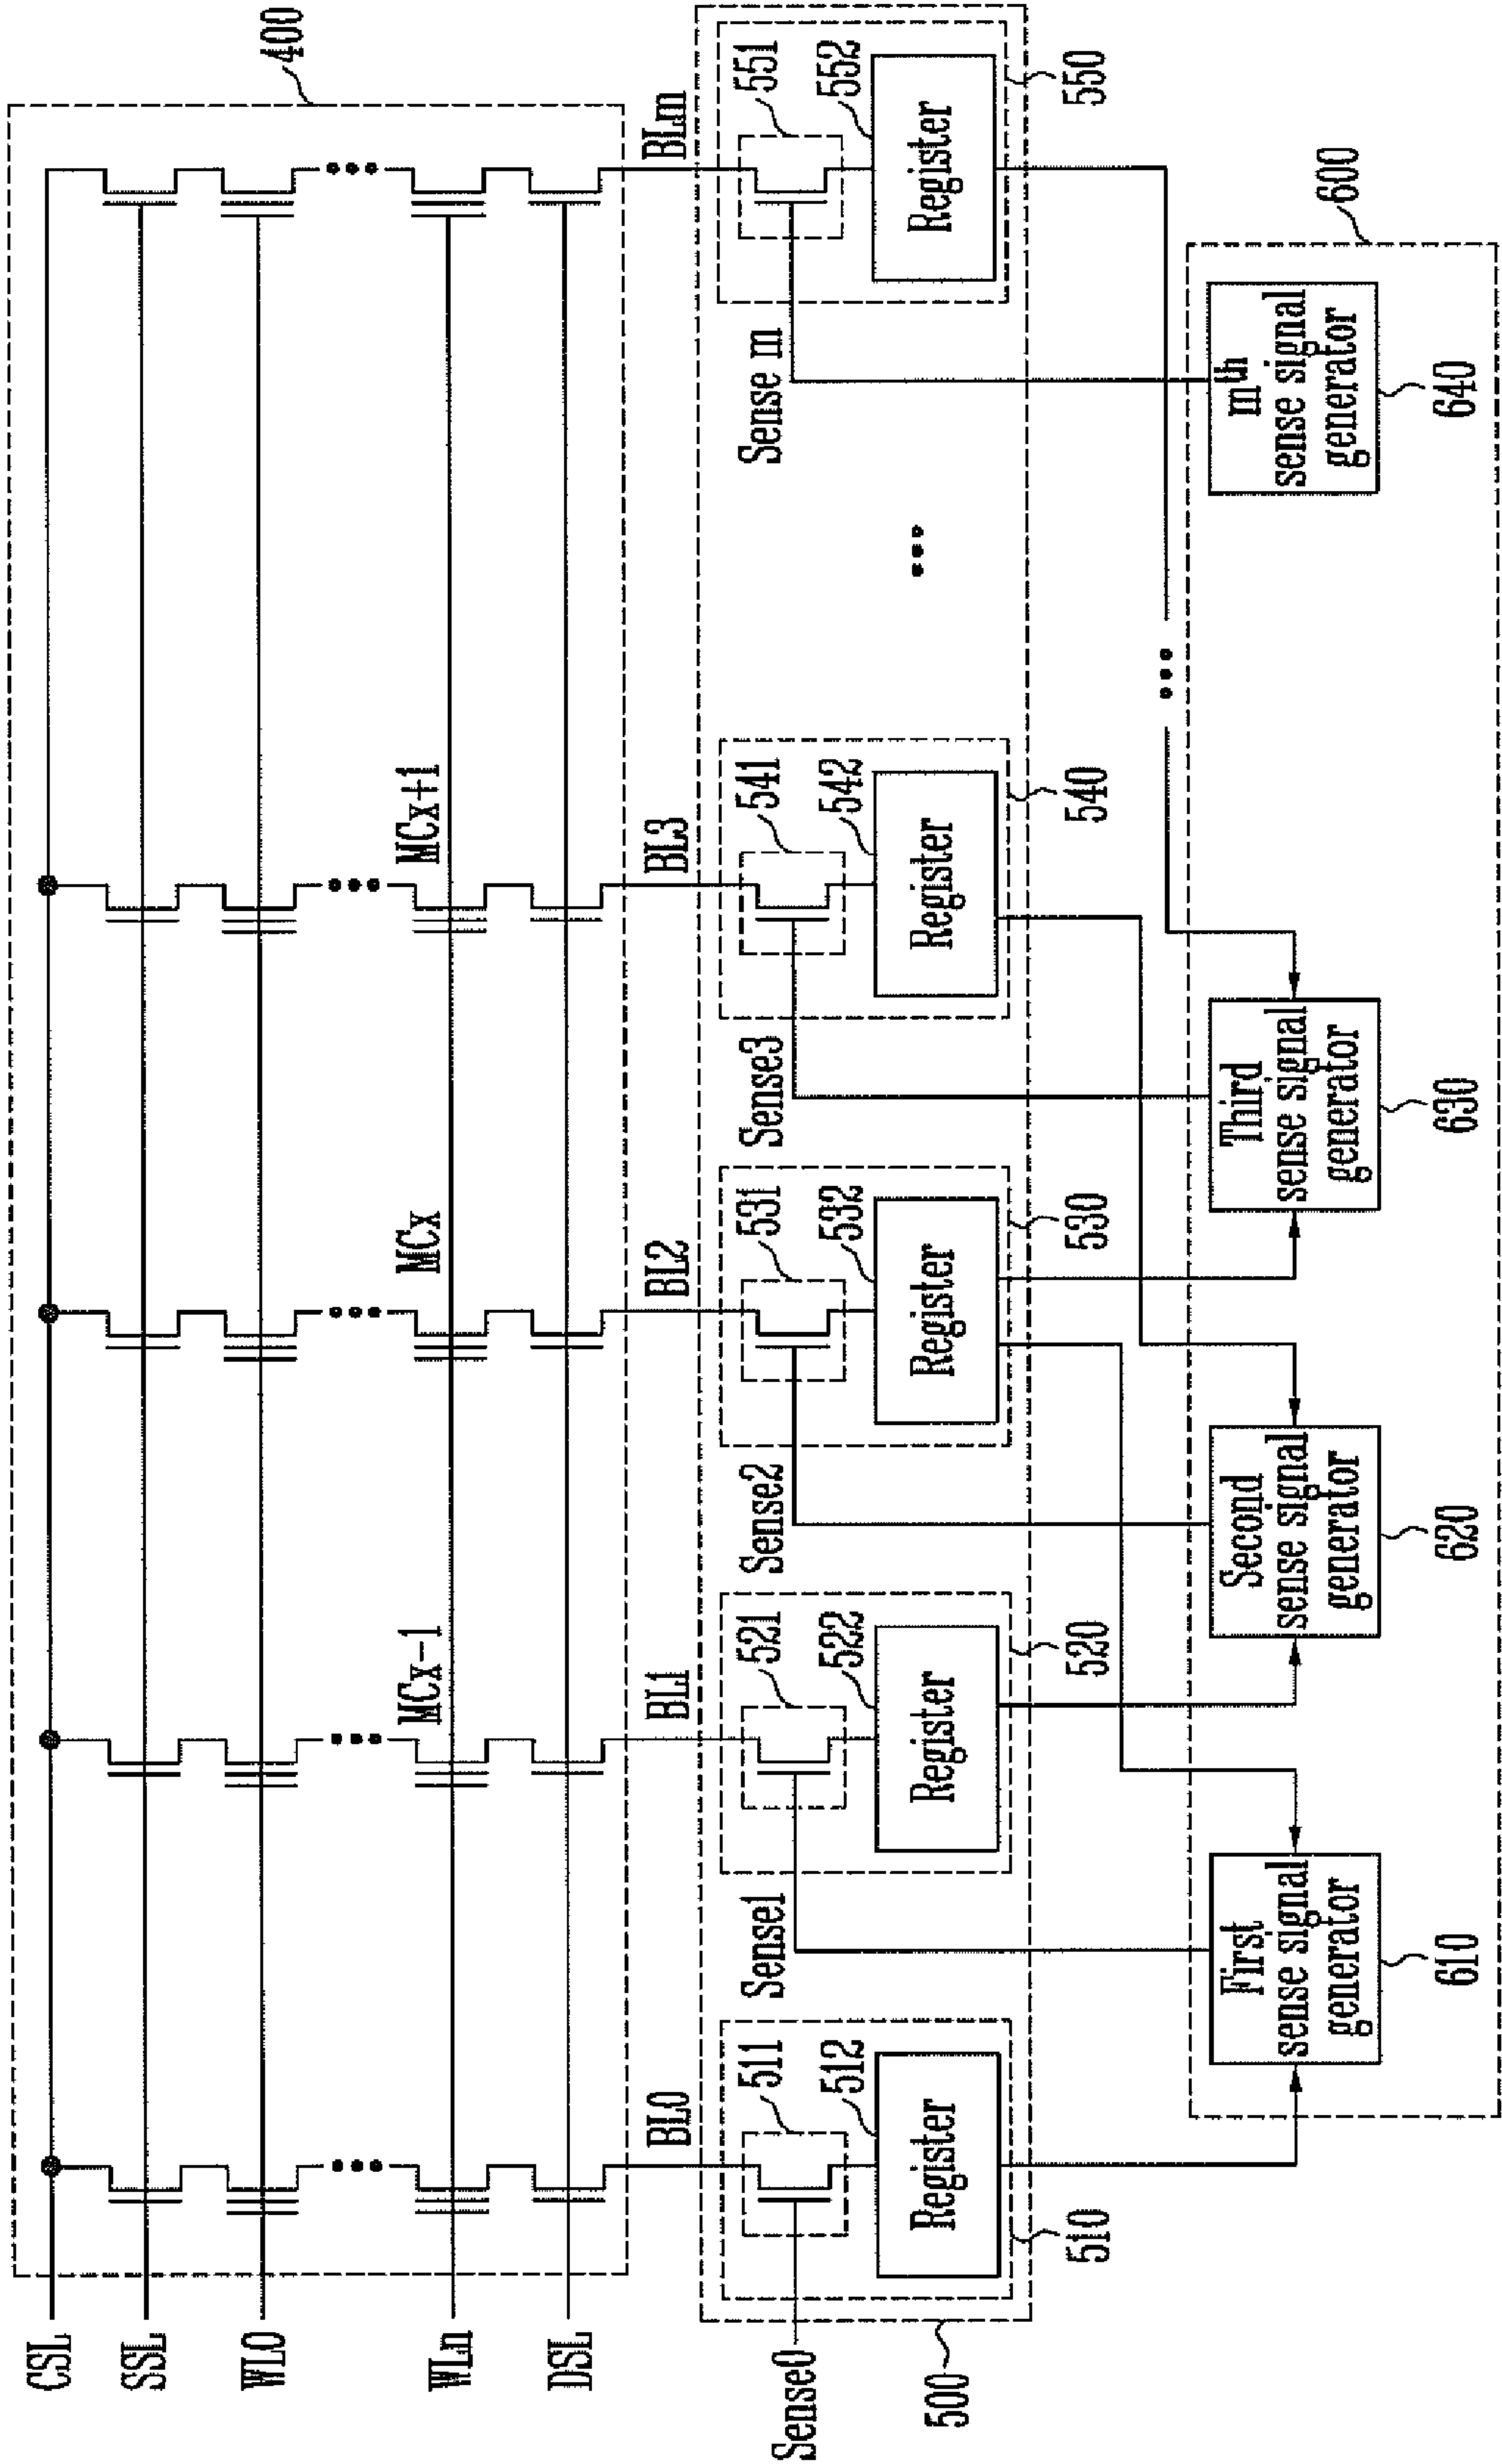 400
CSL
SSL
WL0
MCx-1
MCx
MCx+1
WLn
DSL
BL0
BL1
BL2
BL3
BLm
511
521
531
541
551
Sense0
Sense1
Sense2
Sense3
Sense m
512
522
532
542
552
Register
Register
Register
Register
Register
500
510
520
530
540
550
600
First
sense signal
generator
Second
sense signal
generator
Third
sense signal
generator
mth
sense signal
generator
610
620
630
640